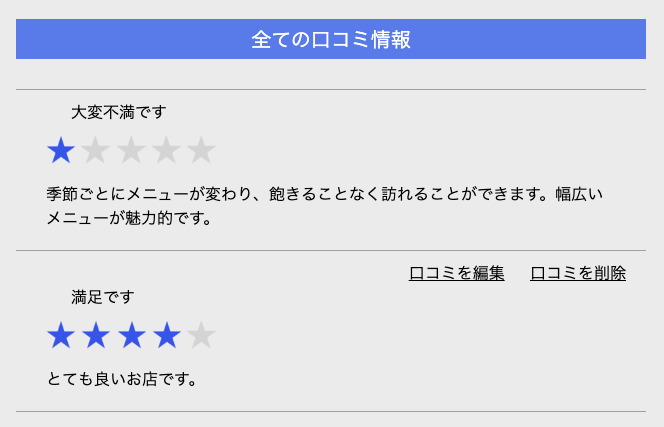 全ての口コミ情報
大変不満です
季節ごとにメニューが変わり、飽きることなく訪れることができます。幅広い
メニューが魅力的です。
口コミを編集 口コミを削除
満足です
とても良いお店です。